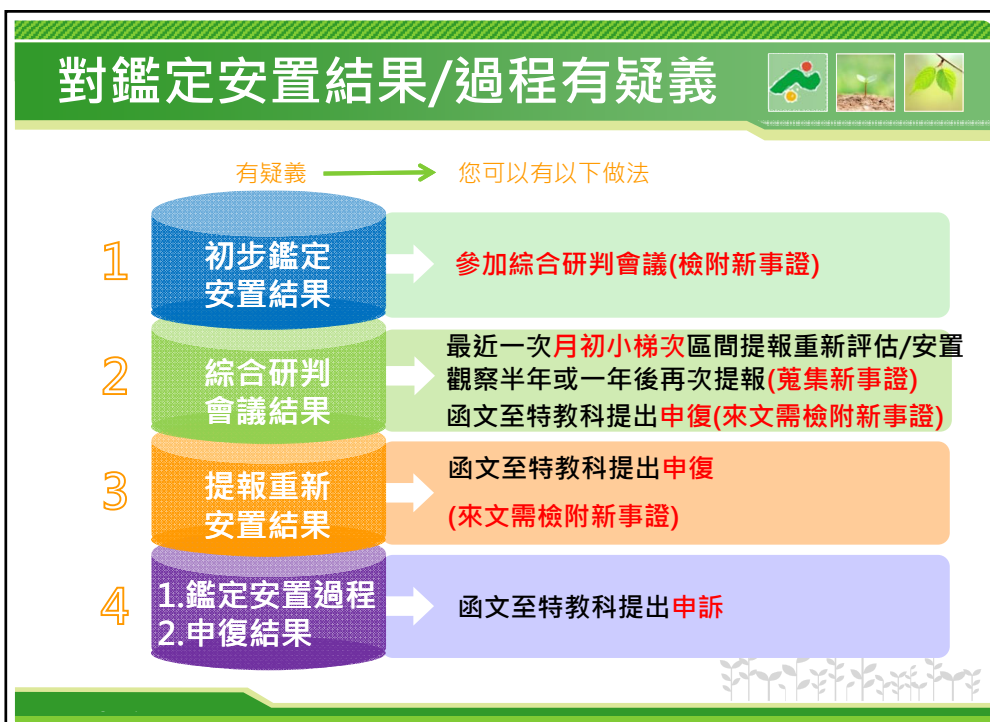 對鑑定安置結果/過程有疑義
有疑義
您可以有以下做法
1
初步鑑定
安置結果
參加綜合研判會議(檢附新事證)
2
綜合研判
會議結果
最近一次月初小梯次區間提報重新評估/安置
觀察半年或一年後再次提報(蒐集新事證)
函文至特教科提出申復(來文需檢附新事證)
3
提報重新
安置結果
函文至特教科提出申復
(來文需檢附新事證)
4
1.鑑定安置過程
2.申復結果
函文至特教科提出申訴